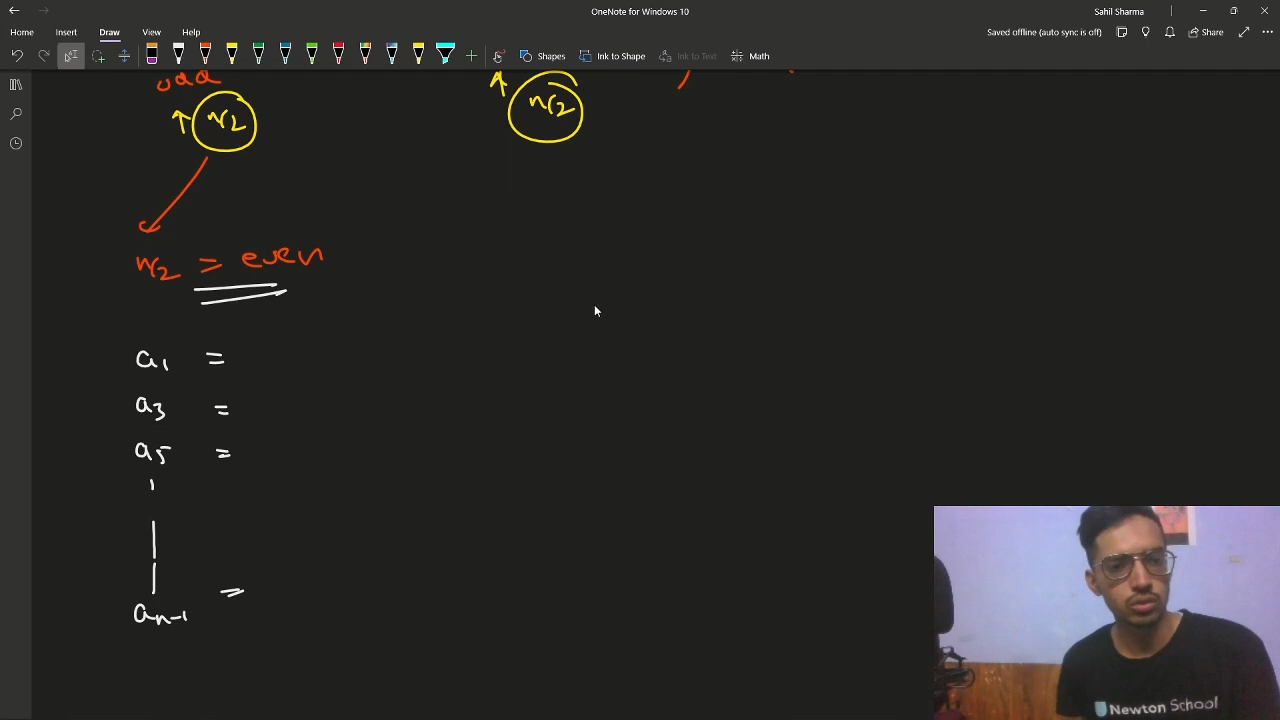 OneNote for Windows 10
Sahil Sharma
Home Insert Draw View Help
Saved offline (auto sync is off)
Share
Shapes
Ink to Shape
Ink to Text
Math
odd
n/2
n/2
n/2 = even
a1 =
a3 =
a5 =
an-1 =
Newton School